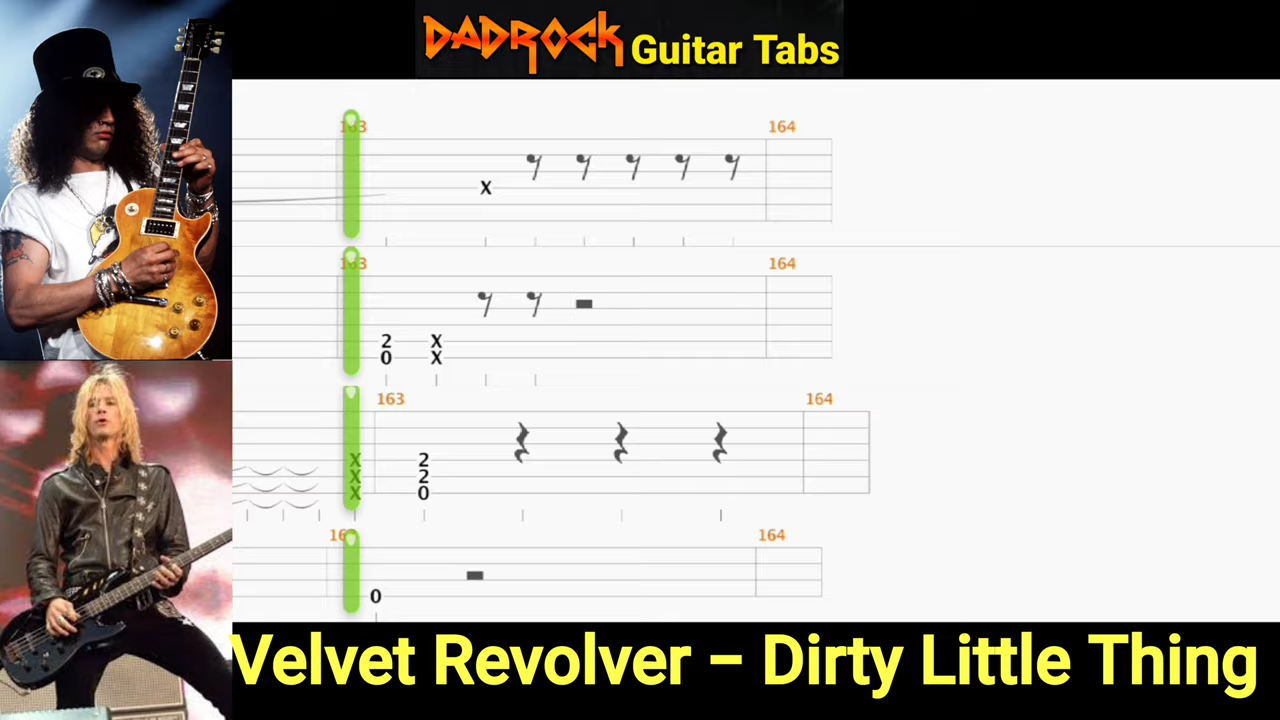 DADROCK Guitar Tabs
163 164
X
163 164
2 X
0 X
163 164
X 2
X 2
X 0
164
0
Velvet Revolver – Dirty Little Thing